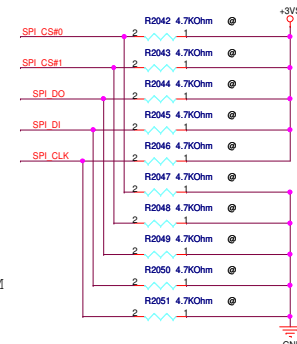 +3VS
R2042 4.7KOhm @
SPI_CS#0 2 1
R2043 4.7KOhm @
SPI_CS#1 2 1
R2044 4.7KOhm @
SPI_DO 2 1
R2045 4.7KOhm @
SPI_DI 2 1
R2046 4.7KOhm @
SPI_CLK 2 1
R2047 4.7KOhm @
2 1
R2048 4.7KOhm @
2 1
R2049 4.7KOhm @
2 1
R2050 4.7KOhm @
2 1
R2051 4.7KOhm @
2 1
GND